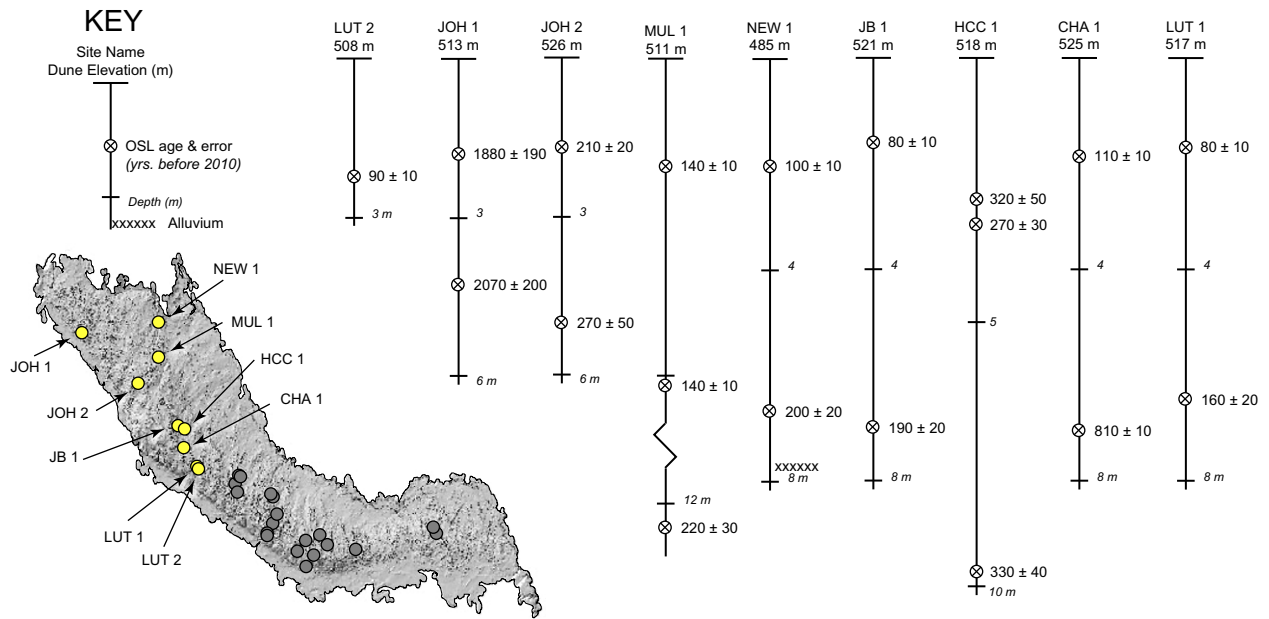 KEY
Site Name
Dune Elevation (m)
OSL age & error
(yrs. before 2010)
Depth (m)
xxxxxx Alluvium
LUT 2
508 m
90 ± 10
3 m
JOH 1
513 m
1880 ± 190
3
2070 ± 200
6 m
JOH 2
526 m
210 ± 20
3
270 ± 50
6 m
MUL 1
511 m
140 ± 10
140 ± 10
12 m
220 ± 30
NEW 1
485 m
100 ± 10
4
200 ± 20
xxxxxx
8 m
JB 1
521 m
80 ± 10
4
190 ± 20
8 m
HCC 1
518 m
320 ± 50
270 ± 30
5
330 ± 40
10 m
CHA 1
525 m
110 ± 10
4
810 ± 10
8 m
LUT 1
517 m
80 ± 10
4
160 ± 20
8 m
NEW 1
MUL 1
HCC 1
JOH 1
CHA 1
JOH 2
JB 1
LUT 1
LUT 2